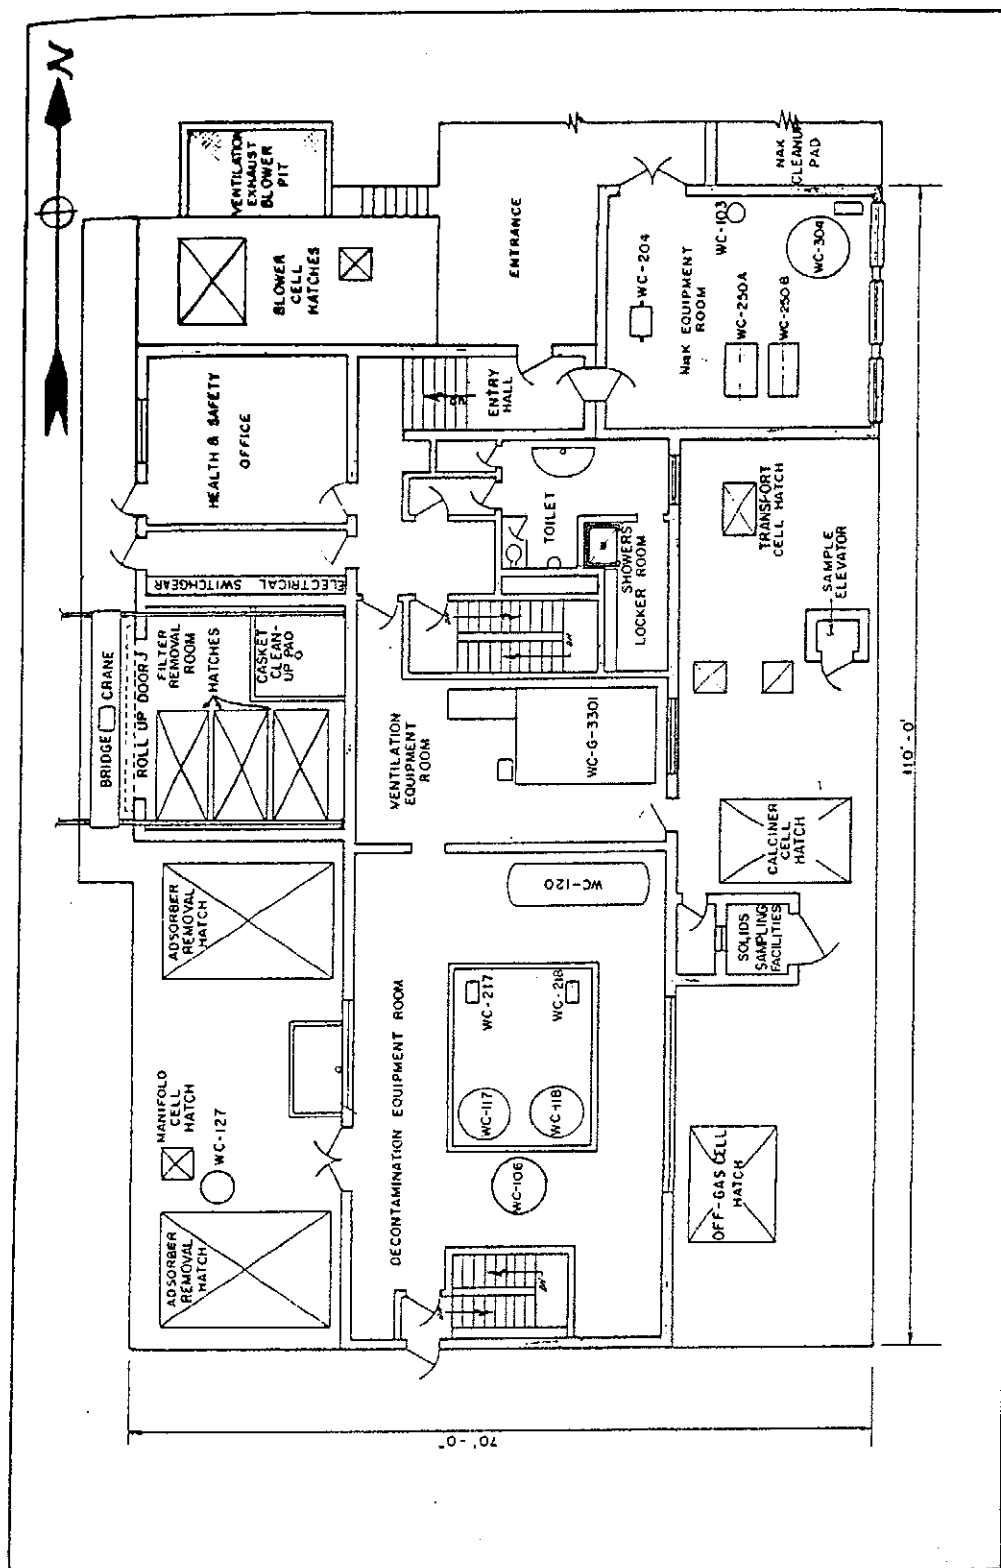 N
VENTILATION
EXHAUST
BLOWER
PIT
BLOWER
CELL
HATCHES
ENTRANCE
NAK
CLEANUP
PAD
WC-204
WC-103
WC-304
NaK EQUIPMENT
ROOM
WC-250A
WC-250B
HEALTH & SAFETY
OFFICE
ENTRY
HALL
UP
ELECTRICAL SWITCHGEAR
TOILET
SHOWERS
LOCKER ROOM
TRANSPORT
CELL HATCH
SAMPLE
ELEVATOR
BRIDGE CRANE
ROLL UP DOOR
FILTER
REMOVAL
ROOM
HATCHES
CASKET
CLEAN-
UP PAD
DN
VENTILATION
EQUIPMENT
ROOM
WC-G-3301
CALCINER
CELL
HATCH
ADSORBER
REMOVAL
HATCH
WC-120
SOLIDS
SAMPLING
FACILITIES
DECONTAMINATION EQUIPMENT ROOM
WC-217
WC-218
WC-117
WC-118
WC-106
MANIFOLD
CELL
HATCH
WC-127
OFF-GAS CELL
HATCH
ADSORBER
REMOVAL
HATCH
DN
110'-0"
70'-0"